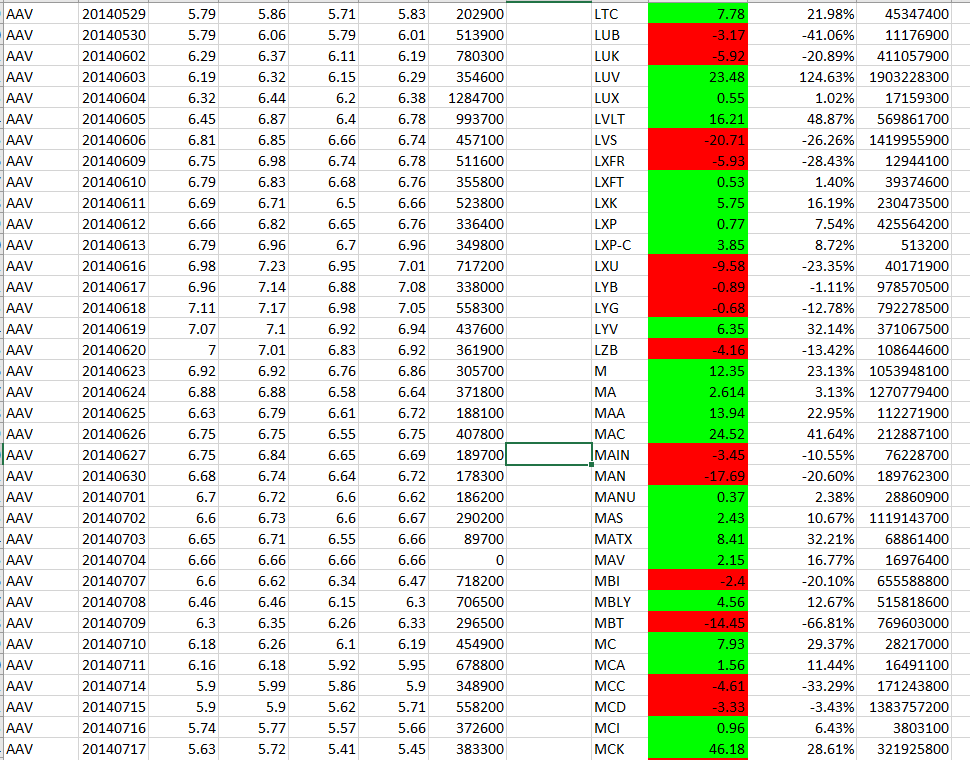 AAV 20140529 5.79 5.86 5.71 5.83 202900 LTC 7.78 21.98% 45347400
AAV 20140530 5.79 6.06 5.79 6.01 513900 LUB -3.17 -41.06% 11176900
AAV 20140602 6.29 6.37 6.11 6.19 780300 LUK -5.92 -20.89% 411057900
AAV 20140603 6.19 6.32 6.15 6.29 354600 LUV 23.48 124.63% 1903228300
AAV 20140604 6.32 6.44 6.2 6.38 1284700 LUX 0.55 1.02% 17159300
AAV 20140605 6.45 6.87 6.4 6.78 993700 LVLT 16.21 48.87% 569861700
AAV 20140606 6.81 6.85 6.66 6.74 457100 LVS -20.71 -26.26% 1419955900
AAV 20140609 6.75 6.98 6.74 6.78 511600 LXFR -5.93 -28.43% 12944100
AAV 20140610 6.79 6.83 6.68 6.76 355800 LXFT 0.53 1.40% 39374600
AAV 20140611 6.69 6.71 6.5 6.66 523800 LXK 5.75 16.19% 230473500
AAV 20140612 6.66 6.82 6.65 6.76 336400 LXP 0.77 7.54% 425564200
AAV 20140613 6.79 6.96 6.7 6.96 349800 LXP-C 3.85 8.72% 513200
AAV 20140616 6.98 7.23 6.95 7.01 717200 LXU -9.58 -23.35% 40171900
AAV 20140617 6.96 7.14 6.88 7.08 338000 LYB -0.89 -1.11% 978570500
AAV 20140618 7.11 7.17 6.98 7.05 558300 LYG -0.68 -12.78% 792278500
AAV 20140619 7.07 7.1 6.92 6.94 437600 LYV 6.35 32.14% 371067500
AAV 20140620 7 7.01 6.83 6.92 361900 LZB -4.16 -13.42% 108644600
AAV 20140623 6.92 6.92 6.76 6.86 305700 M 12.35 23.13% 1053948100
AAV 20140624 6.88 6.88 6.58 6.64 371800 MA 2.614 3.13% 1270779400
AAV 20140625 6.63 6.79 6.61 6.72 188100 MAA 13.94 22.95% 112271900
AAV 20140626 6.75 6.75 6.55 6.75 407800 MAC 24.52 41.64% 212887100
AAV 20140627 6.75 6.84 6.65 6.69 189700 MAIN -3.45 -10.55% 76228700
AAV 20140630 6.68 6.74 6.64 6.72 178300 MAN -17.69 -20.60% 189762300
AAV 20140701 6.7 6.72 6.6 6.62 186200 MANU 0.37 2.38% 28860900
AAV 20140702 6.6 6.73 6.6 6.67 290200 MAS 2.43 10.67% 1119143700
AAV 20140703 6.65 6.71 6.55 6.66 89700 MATX 8.41 32.21% 68861400
AAV 20140704 6.66 6.66 6.66 6.66 0 MAV 2.15 16.77% 16976400
AAV 20140707 6.6 6.62 6.34 6.47 718200 MBI -2.4 -20.10% 655588800
AAV 20140708 6.46 6.46 6.15 6.3 706500 MBLY 4.56 12.67% 515818600
AAV 20140709 6.3 6.35 6.26 6.33 296500 MBT -14.45 -66.81% 769603000
AAV 20140710 6.18 6.26 6.1 6.19 454900 MC 7.93 29.37% 28217000
AAV 20140711 6.16 6.18 5.92 5.95 678800 MCA 1.56 11.44% 16491100
AAV 20140714 5.9 5.99 5.86 5.9 348900 MCC -4.61 -33.29% 171243800
AAV 20140715 5.9 5.9 5.62 5.71 558200 MCD -3.33 -3.43% 1383757200
AAV 20140716 5.74 5.77 5.57 5.66 372600 MCI 0.96 6.43% 3803100
AAV 20140717 5.63 5.72 5.41 5.45 383300 MCK 46.18 28.61% 321925800